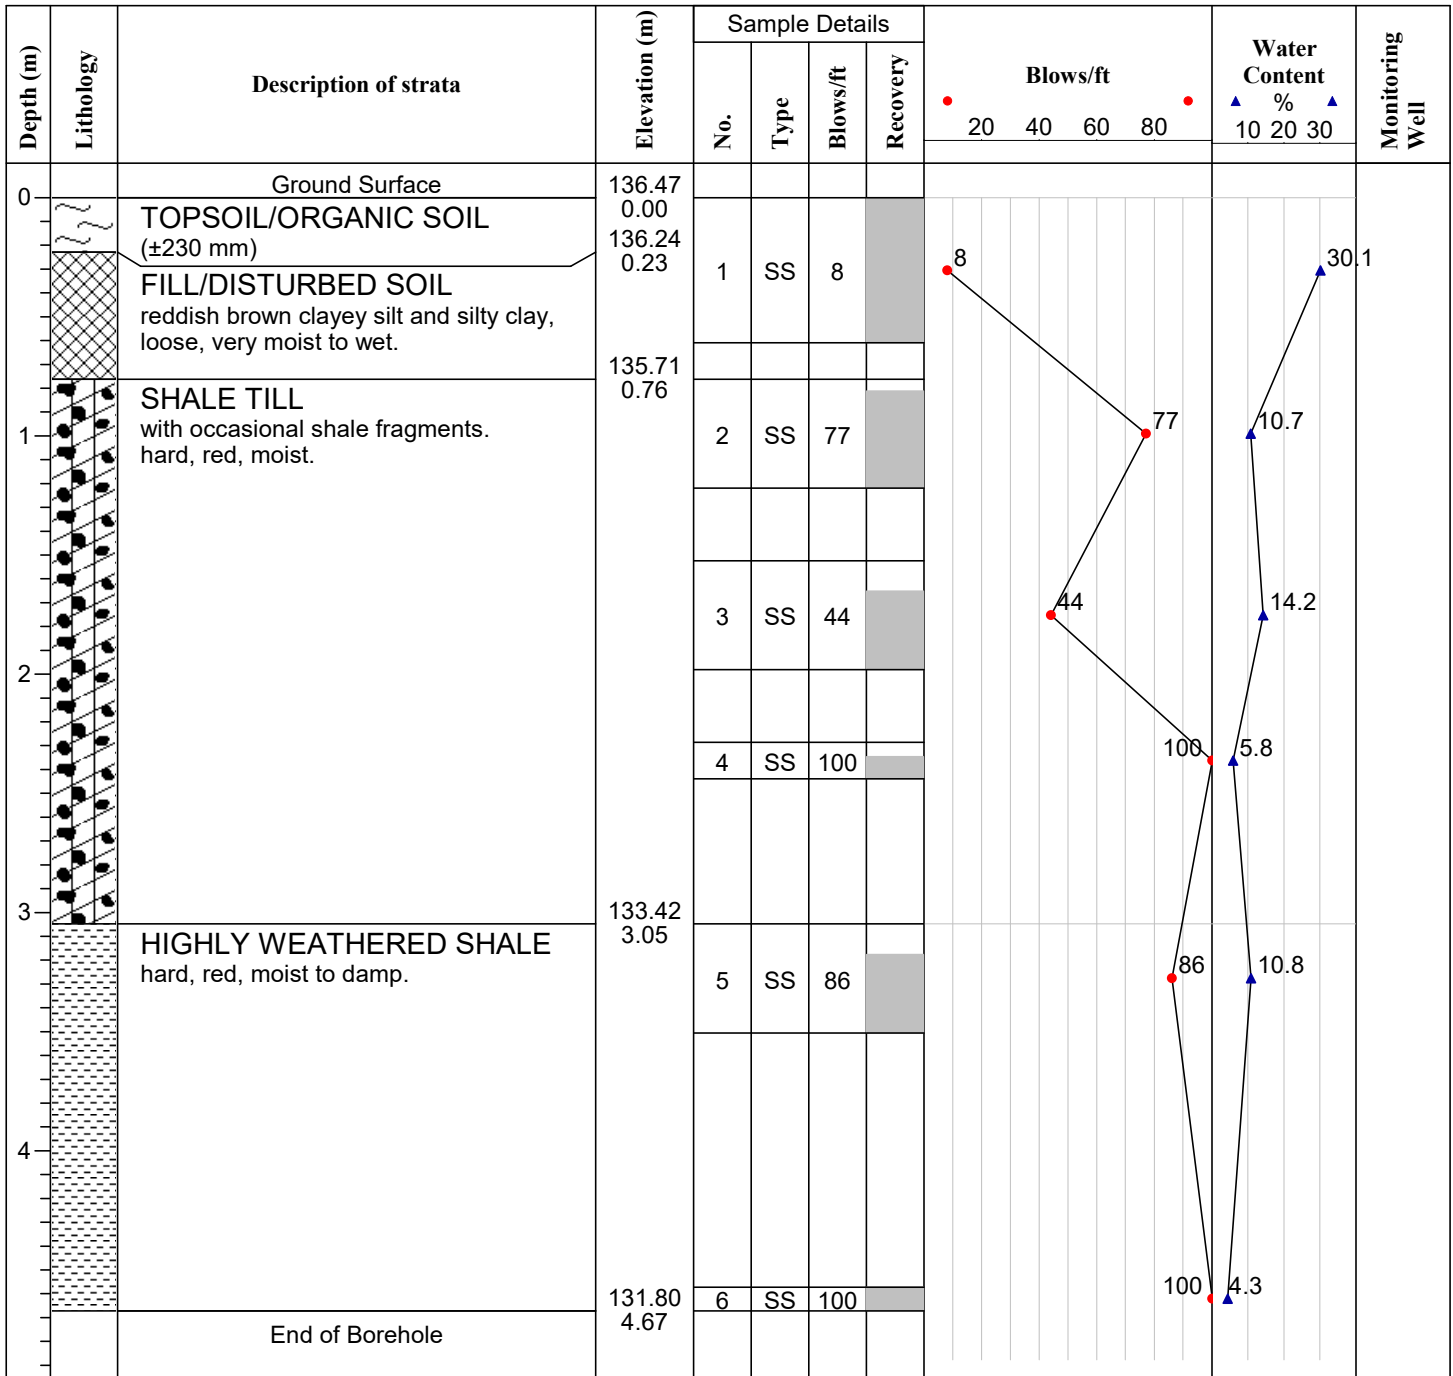 Depth (m)
Lithology
Description of strata
Elevation (m)
Sample Details
No.
Type
Blows/ft
Recovery
Blows/ft
20 40 60 80
Water
Content
%
10 20 30
Monitoring
Well
Ground Surface
136.47
0
0.00
TOPSOIL/ORGANIC SOIL
(±230 mm)
136.24
0.23
FILL/DISTURBED SOIL
reddish brown clayey silt and silty clay,
loose, very moist to wet.
1 SS 8
8
30.1
135.71
0.76
SHALE TILL
with occasional shale fragments.
hard, red, moist.
1
2 SS 77
77
10.7
3 SS 44
44
14.2
2
4 SS 100
100
5.8
3
133.42
3.05
HIGHLY WEATHERED SHALE
hard, red, moist to damp.
5 SS 86
86
10.8
4
131.80
4.67
6 SS 100
100
4.3
End of Borehole